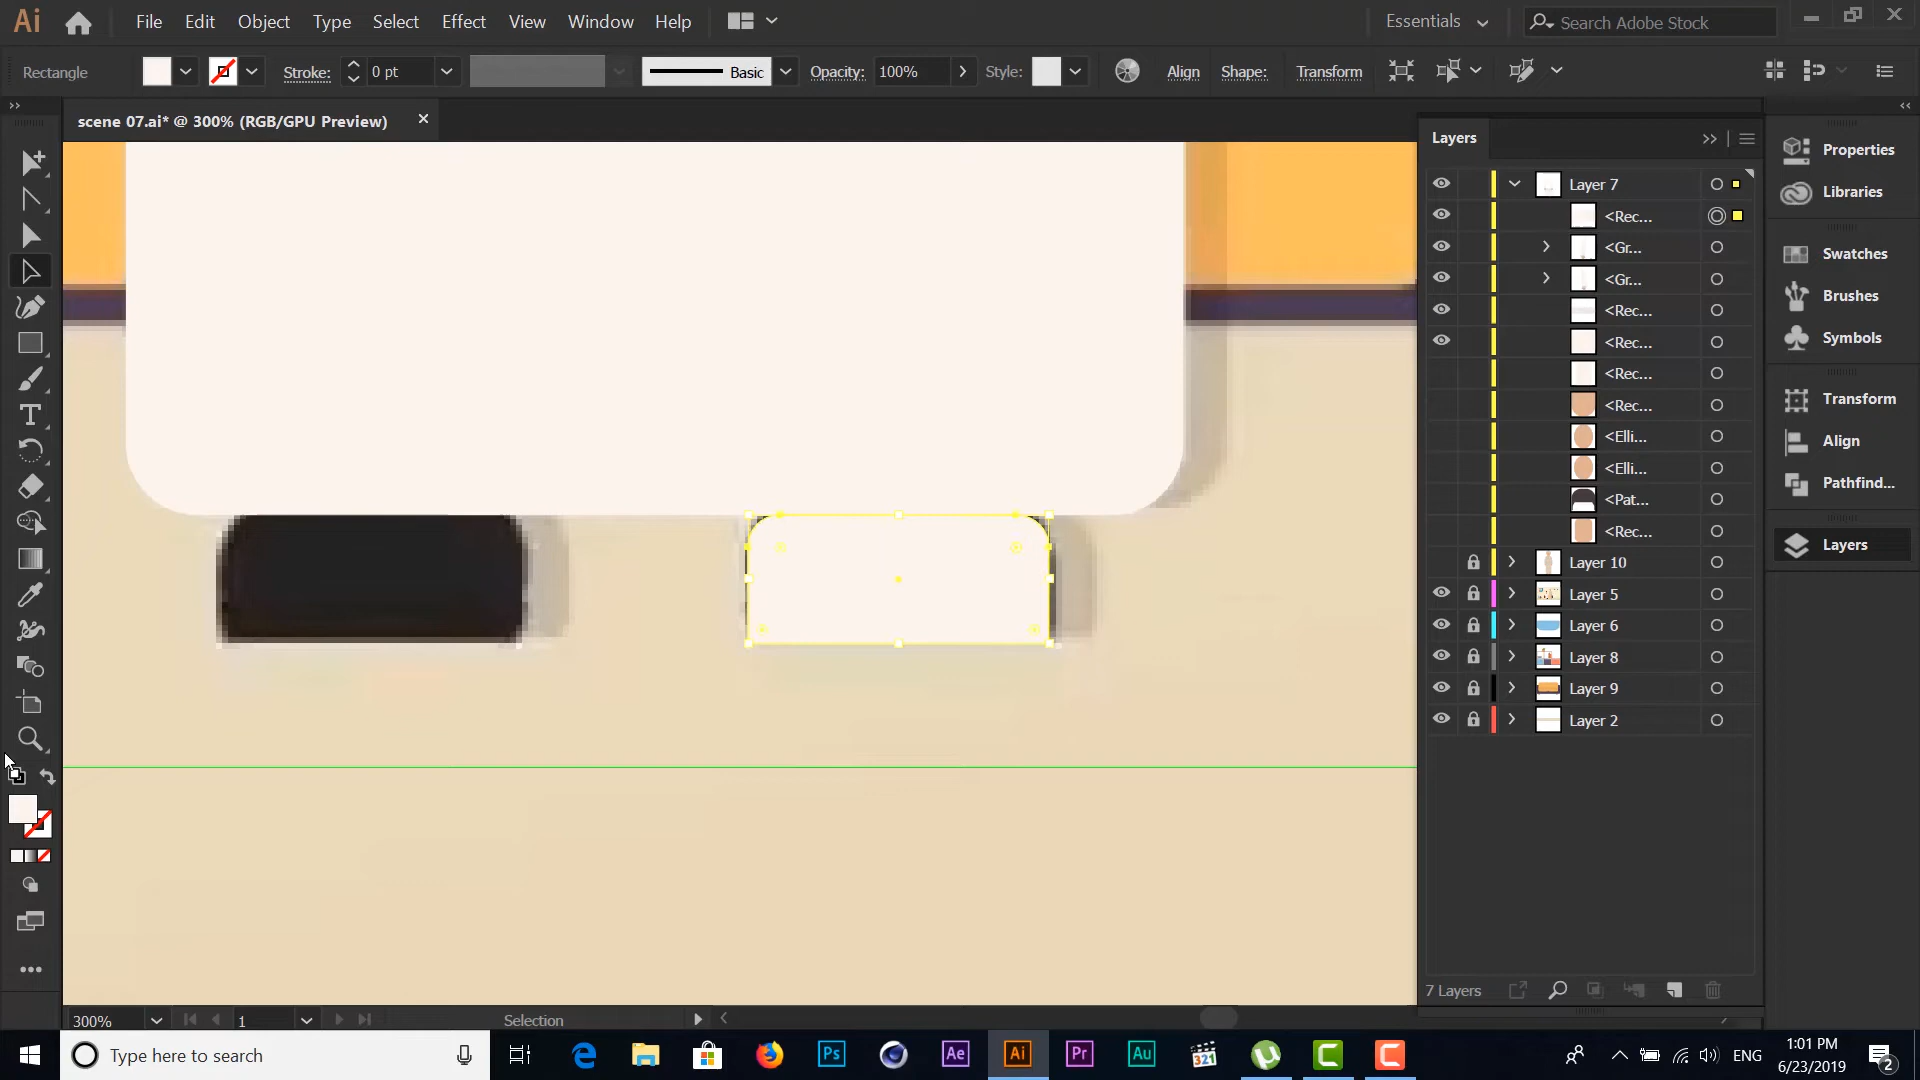 Ai File Edit Object Type Select Effect View Window Help Essentials Search Adobe Stock
Rectangle Stroke: 0 pt Basic Opacity: 100% Style: Align Shape: Transform
scene 07.ai* @ 300% (RGB/GPU Preview)
Layers
Layer 7
<Rec...
<Gr...
<Gr...
<Rec...
<Rec...
<Rec...
<Rec...
<Elli...
<Elli...
<Pat...
<Rec...
Layer 10
Layer 5
Layer 6
Layer 8
Layer 9
Layer 2
7 Layers
Properties
Libraries
Swatches
Brushes
Symbols
Transform
Align
Pathfind...
Layers
300% 1 Selection
Type here to search
Ps Ae Ai Pr Au 321
ENG
1:01 PM
6/23/2019
2